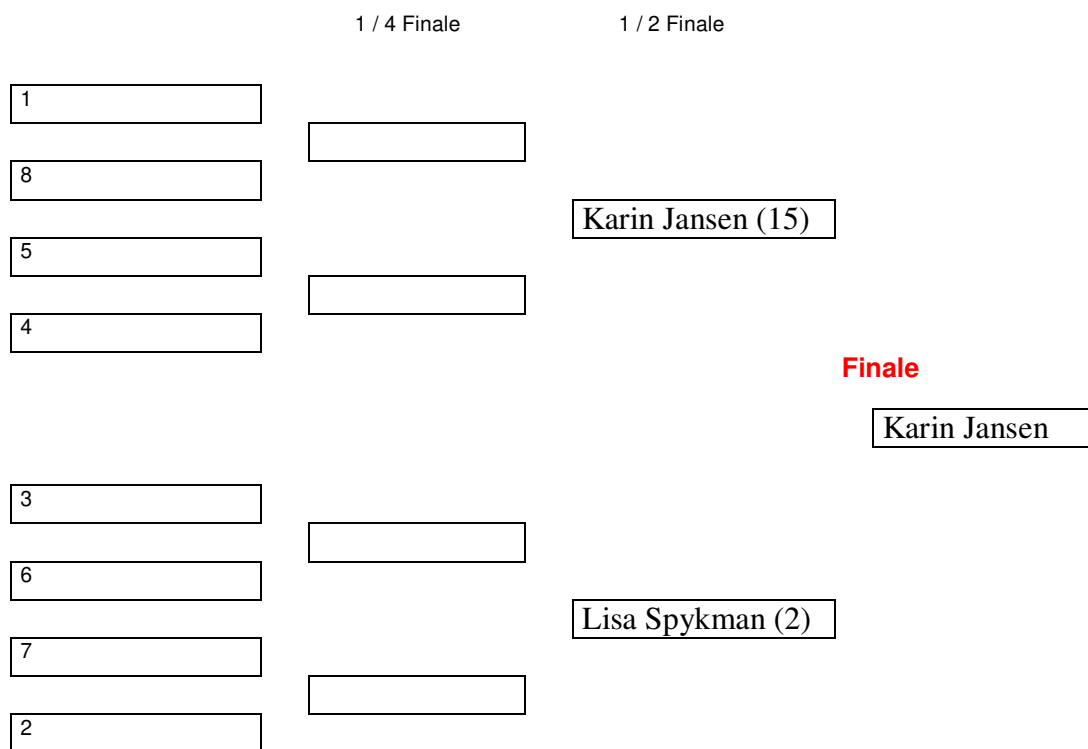 1 / 4 Finale 1 / 2 Finale
1
8
Karin Jansen (15)
5
4
Finale
Karin Jansen
3
6
Lisa Spykman (2)
7
2